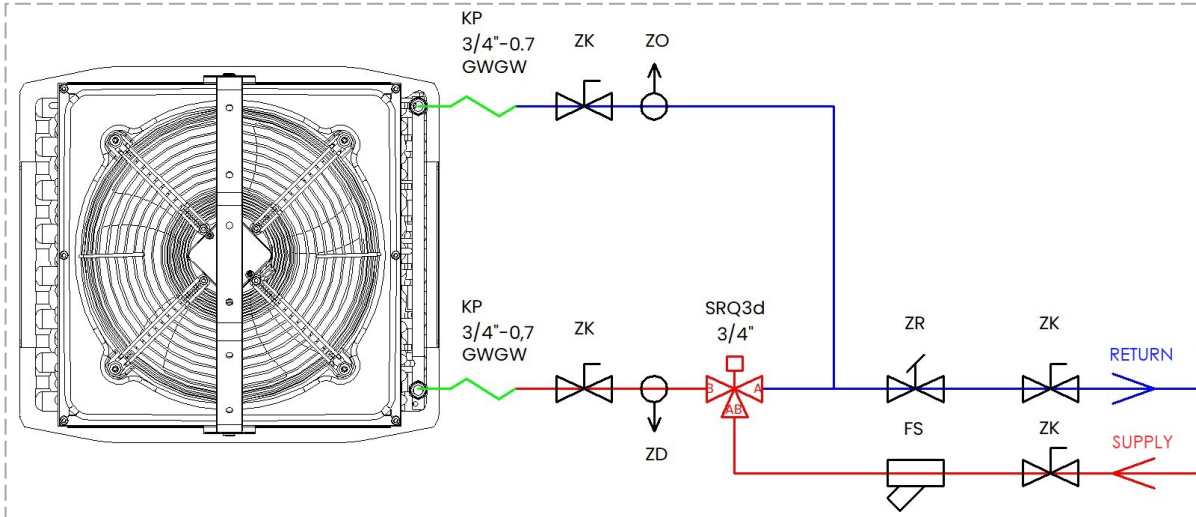 KP
3/4"-0.7
GWGW
ZK
ZO
KP
3/4"-0,7
GWGW
ZK
ZD
SRQ3d
3/4"
B
A
AB
ZR
ZK
RETURN
FS
ZK
SUPPLY